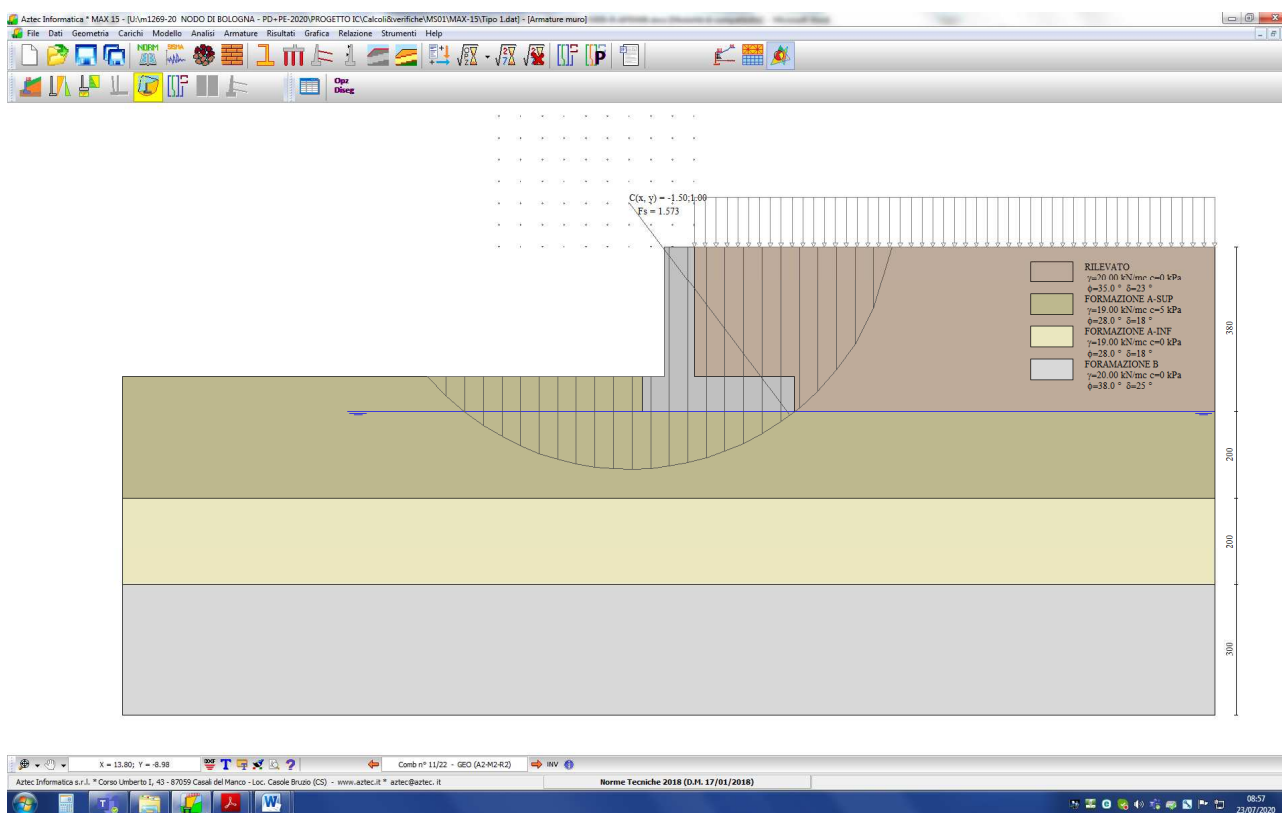 Aztec Informatica * MAX 15 - [U:\m1269-20 NODO DI BOLOGNA - PD+PE-2020\PROGETTO IC\Calcoli&verifiche\MS01\MAX-15\Tipo 1.dat] - [Armature muro]
File Dati Geometria Carichi Modello Analisi Armature Risultati Grafica Relazione Strumenti Help
NORM
SISMA
P
Opz
Diseg
C(x, y) = -1.50;1.00
Fs = 1.573
RILEVATO
γ=20.00 kN/mc c=0 kPa
ϕ=35.0 ° δ=23 °
FORMAZIONE A-SUP
γ=19.00 kN/mc c=5 kPa
ϕ=28.0 ° δ=18 °
FORMAZIONE A-INF
γ=19.00 kN/mc c=0 kPa
ϕ=28.0 ° δ=18 °
FORAMAZIONE B
γ=20.00 kN/mc c=0 kPa
ϕ=38.0 ° δ=25 °
380
200
200
300
X = 13.80; Y = -8.98
Comb n° 11/22 - GEO (A2-M2-R2)
INV
Aztec Informatica s.r.l. * Corso Umberto I, 43 - 87059 Casali del Manco - Loc. Casole Bruzio (CS) - www.aztec.it * aztec@aztec. it
Norme Tecniche 2018 (D.M. 17/01/2018)
08:57
23/07/2020